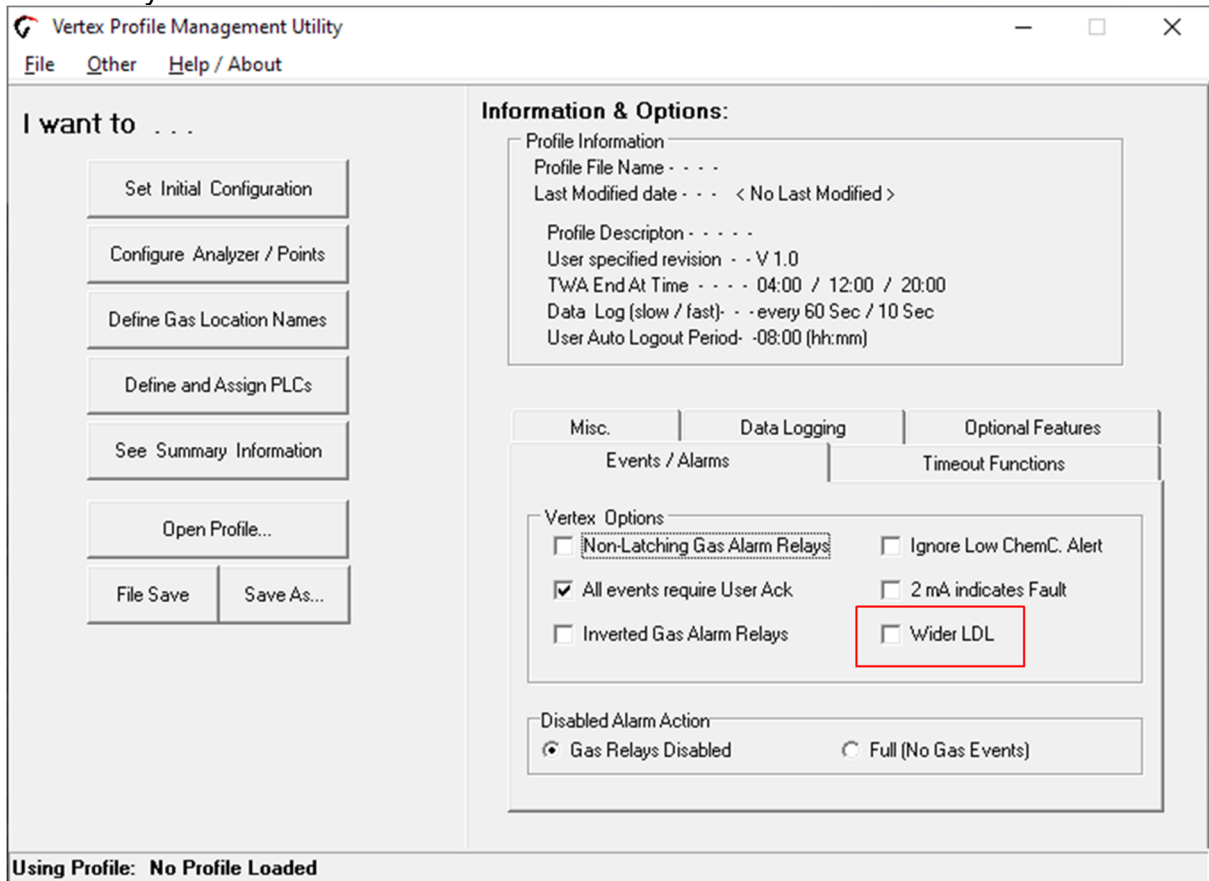 Vertex Profile Management Utility
File Other Help / About
I want to . . .
Set Initial Configuration
Configure Analyzer / Points
Define Gas Location Names
Define and Assign PLCs
See Summary Information
Open Profile...
File Save Save As...
Information & Options:
Profile Information
Profile File Name - - - -
Last Modified date - - - < No Last Modified >
Profile Descripton - - - - -
User specified revision - - V 1.0
TWA End At Time - - - - 04:00 / 12:00 / 20:00
Data Log (slow / fast)- - - every 60 Sec / 10 Sec
User Auto Logout Period- -08:00 (hh:mm)
Misc. Data Logging Optional Features
Events / Alarms Timeout Functions
Vertex Options
Non-Latching Gas Alarm Relays Ignore Low ChemC. Alert
All events require User Ack 2 mA indicates Fault
Inverted Gas Alarm Relays Wider LDL
Disabled Alarm Action
Gas Relays Disabled Full (No Gas Events)
Using Profile: No Profile Loaded